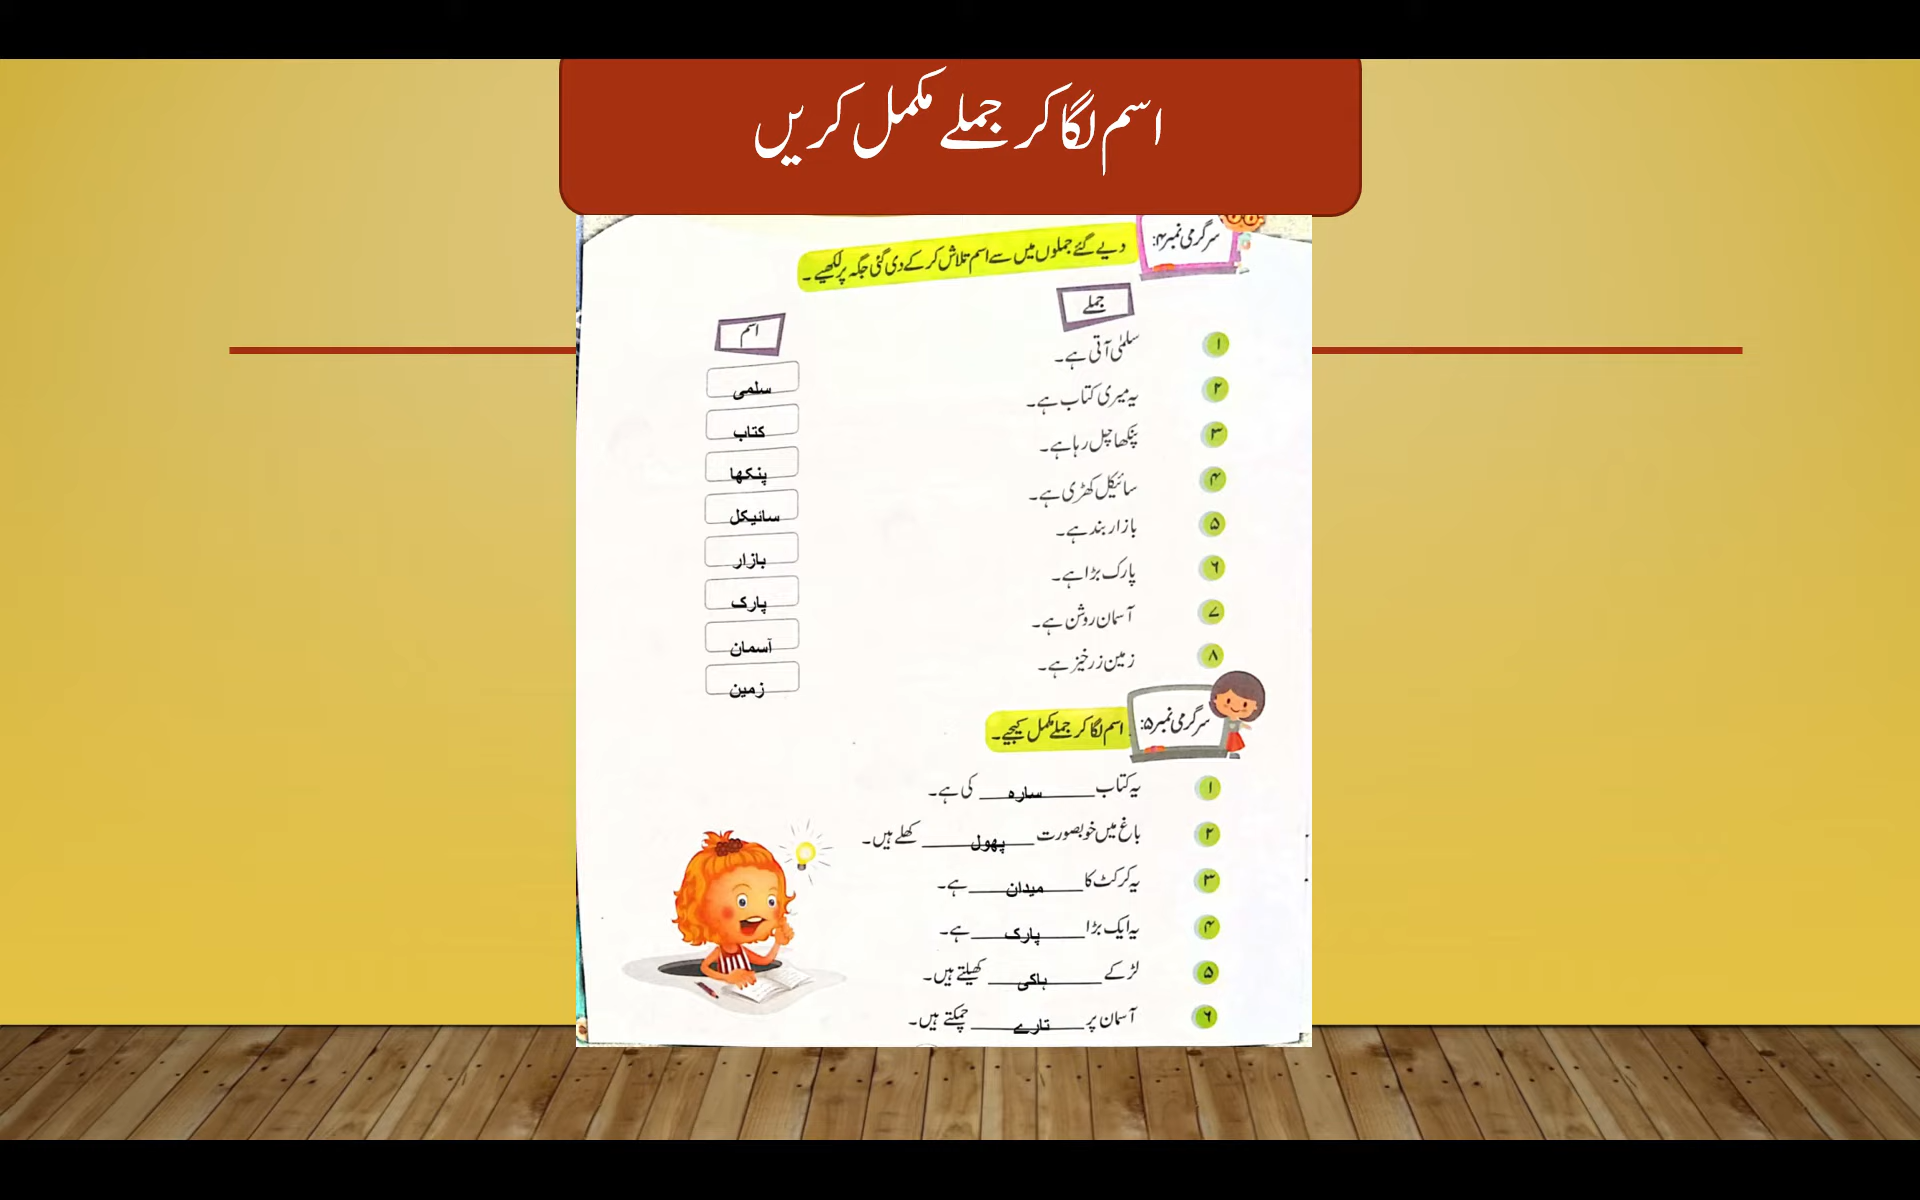 اسم لگا کر جملے مکمل کریں
سرگرمی نمبر ۴:
دیے گئے جملوں میں سے اسم تلاش کر کے دی گئی جگہ پر لکھیے۔
جملے
اسم
۱ سلمٰی آتی ہے۔ سلمی
۲ یہ میری کتاب ہے۔ کتاب
۳ پنکھا چل رہا ہے۔ پنکھا
۴ سائیکل کھڑی ہے۔ سائیکل
۵ بازار بند ہے۔ بازار
۶ پارک بڑا ہے۔ پارک
۷ آسمان روشن ہے۔ آسمان
۸ زمین زرخیز ہے۔ زمین
سرگرمی نمبر ۵:
اسم لگا کر جملے مکمل کیجیے۔
۱ یہ کتاب سارہ کی ہے۔
۲ باغ میں خوبصورت پھول کھلے ہیں۔
۳ یہ کرکٹ کا میدان ہے۔
۴ یہ ایک بڑا پارک ہے۔
۵ لڑکے ہاکی کھیلتے ہیں۔
۶ آسمان پر تارے چمکتے ہیں۔